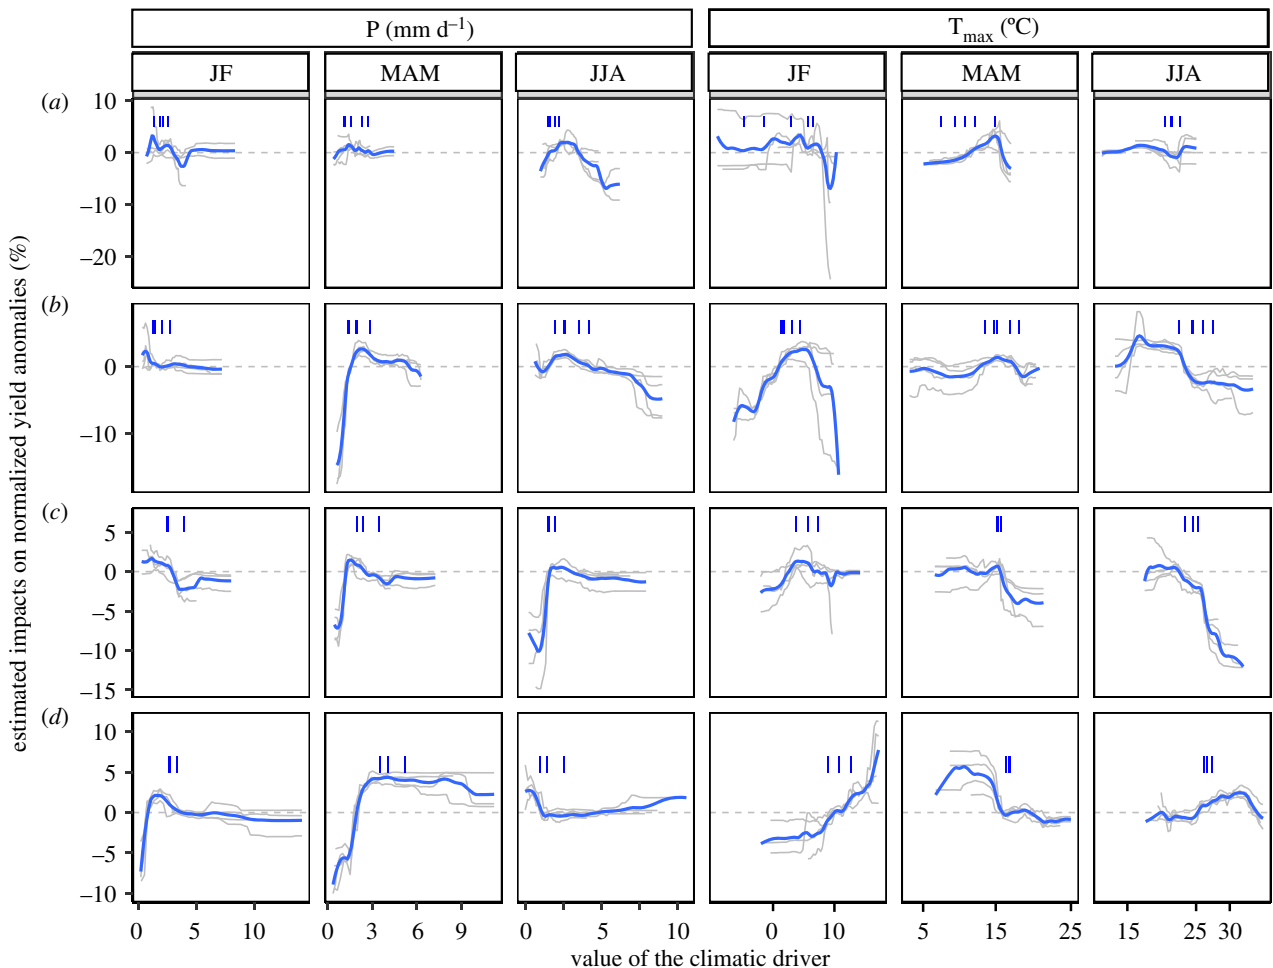 P (mm d⁻¹) T_max (ºC)
JF MAM JJA JF MAM JJA
(a) 10
0
–10
–20
(b)
0
–10
(c) 5
0
–5
–10
–15
(d) 10
5
0
–5
–10
0 5 10 0 3 6 9 0 5 10 0 10 5 15 25 15 25 30
value of the climatic driver
estimated impacts on normalized yield anomalies (%)